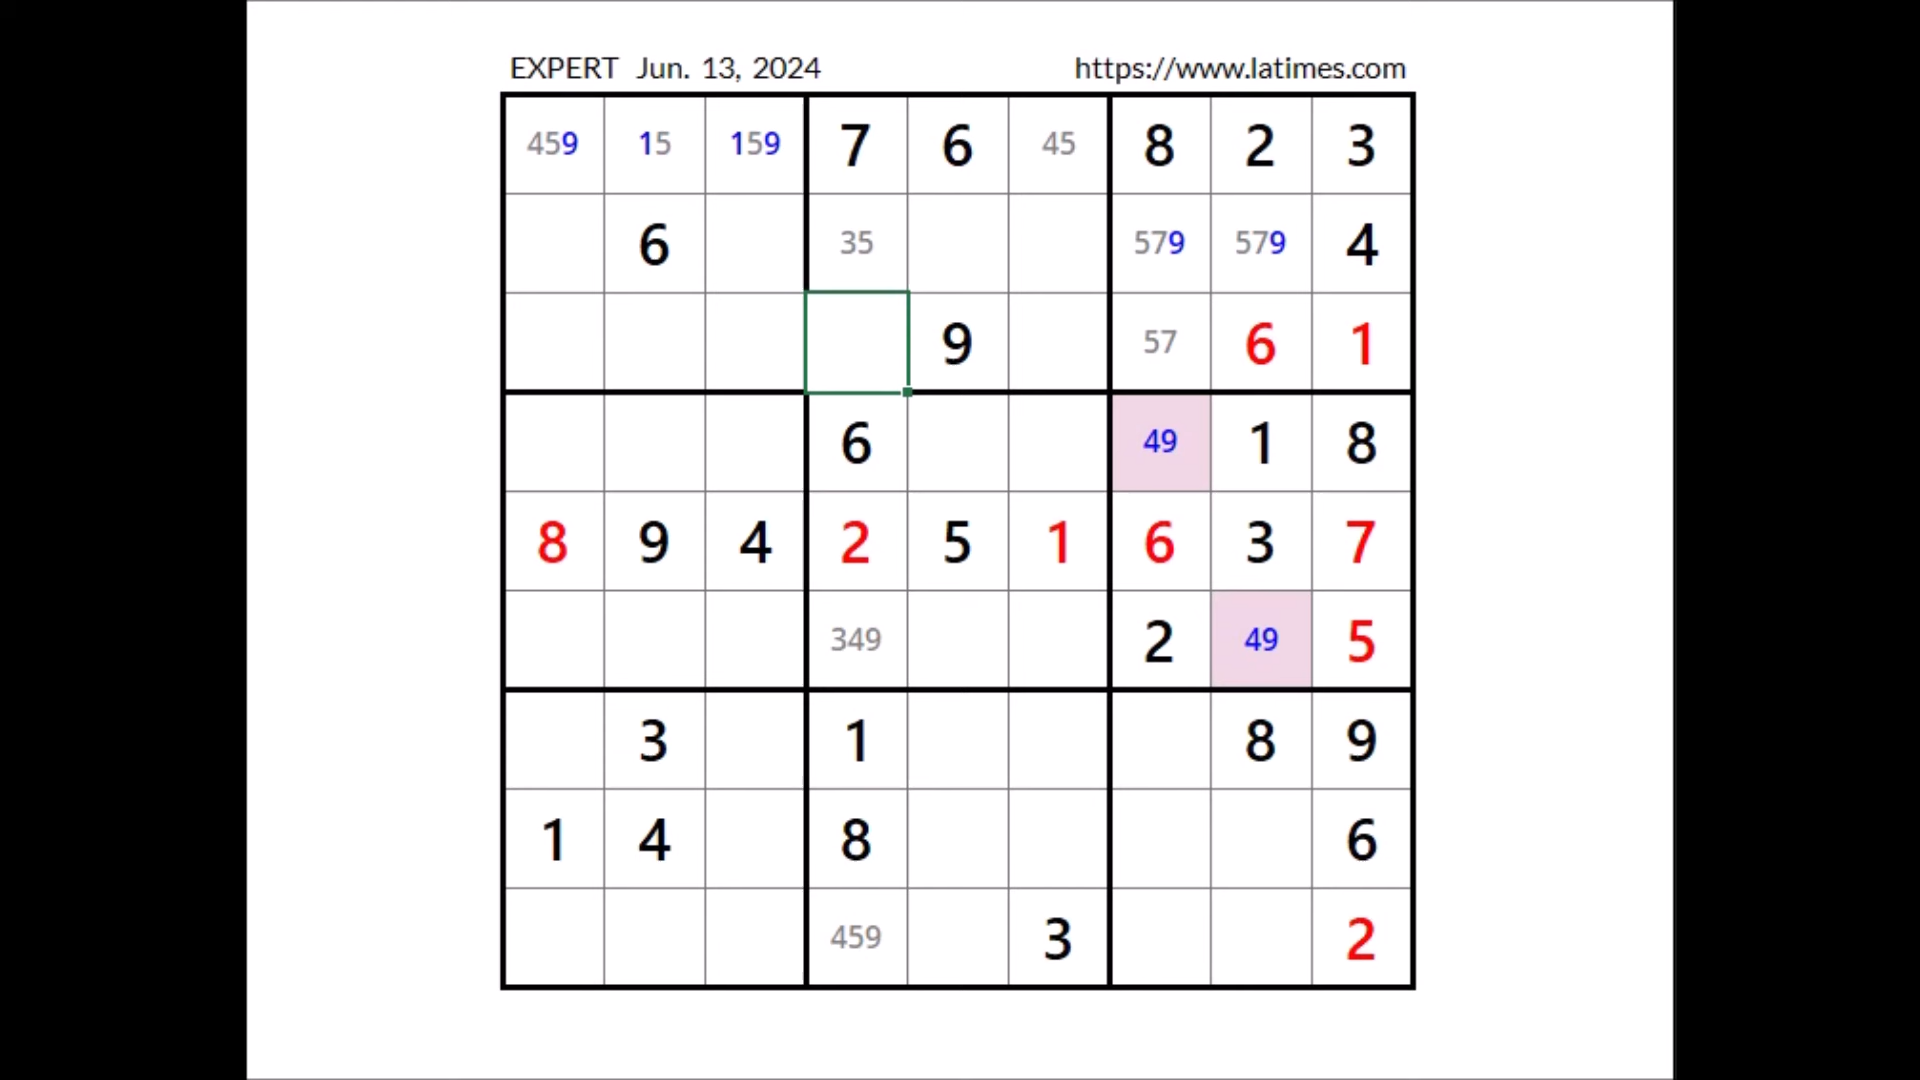 EXPERT Jun. 13, 2024 https://www.latimes.com
459 15 159 7 6 45 8 2 3
6 35 579 579 4
9 57 6 1
6 49 1 8
8 9 4 2 5 1 6 3 7
349 2 49 5
3 1 8 9
1 4 8 6
459 3 2